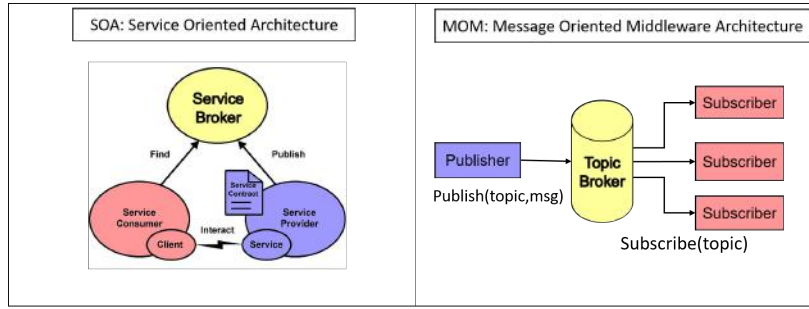 SOA: Service Oriented Architecture
Service
Broker
Find
Publish
Service
Contract
Service
Consumer
Service
Provider
Interact
Client
Service
MOM: Message Oriented Middleware Architecture
Subscriber
Publisher
Topic
Broker
Subscriber
Publish(topic,msg)
Subscriber
Subscribe(topic)